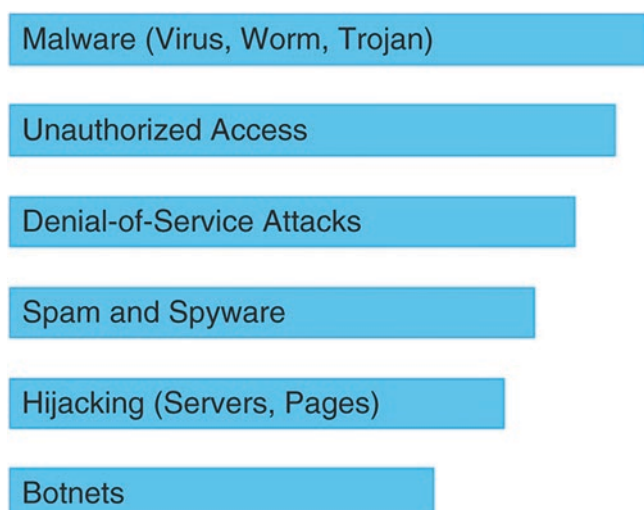 Malware (Virus, Worm, Trojan)
Unauthorized Access
Denial-of-Service Attacks
Spam and Spyware
Hijacking (Servers, Pages)
Botnets